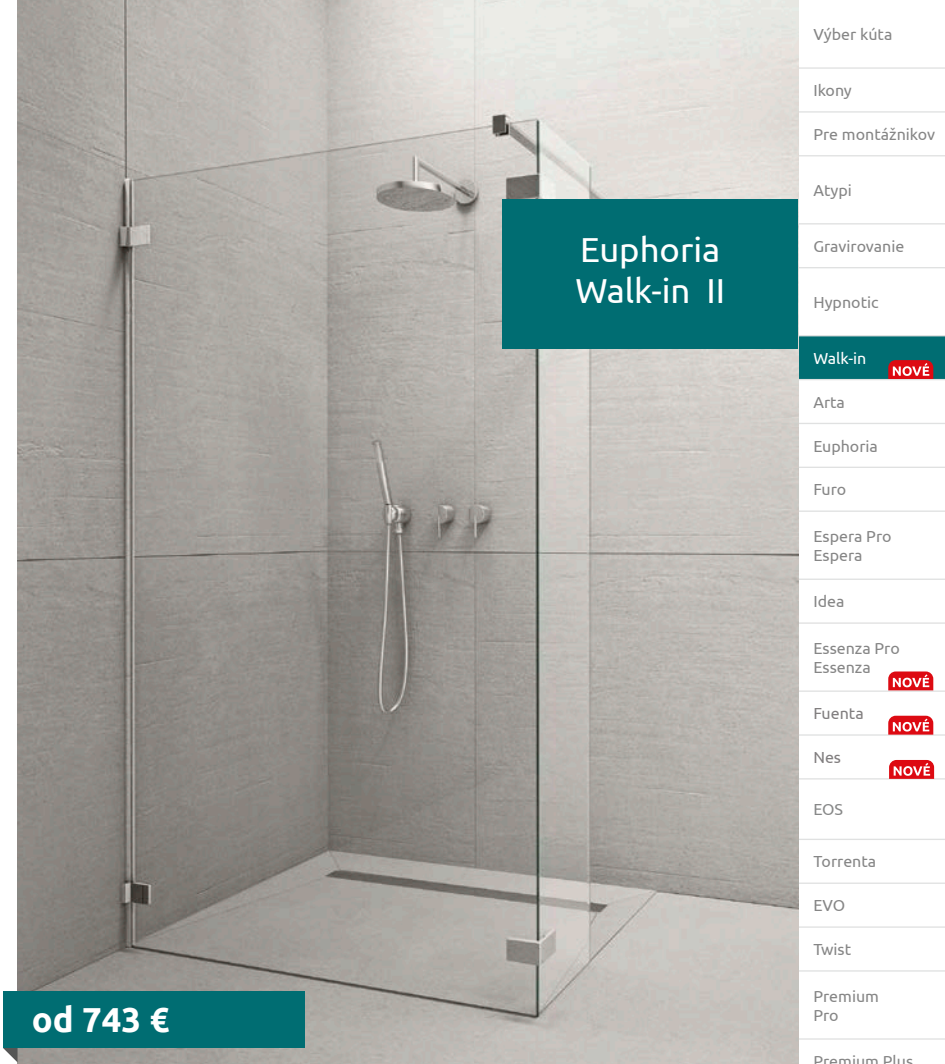 Euphoria
Walk-in II
od 743 €
Výber kúta
Ikony
Pre montážnikov
Atypi
Gravirovanie
Hypnotic
Walk-in
NOVÉ
Arta
Euphoria
Furo
Espera Pro
Espera
Idea
Essenza Pro
Essenza
NOVÉ
Fuenta
NOVÉ
Nes
NOVÉ
EOS
Torrenta
EVO
Twist
Premium
Pro
Premium Plus